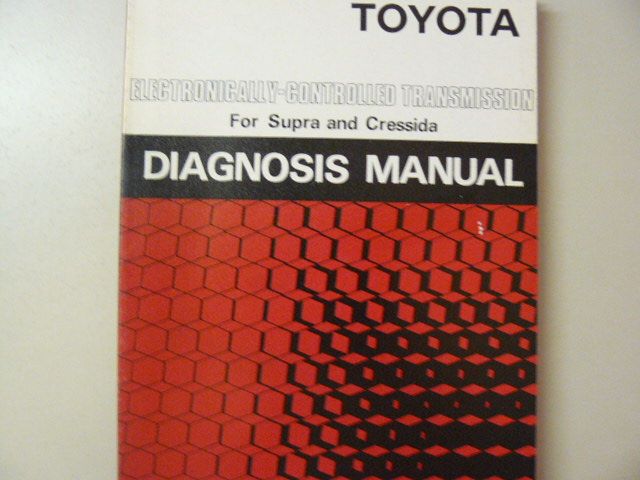 TOYOTA
ELECTRONICALLY-CONTROLLED TRANSMISSION
For Supra and Cressida
DIAGNOSIS MANUAL